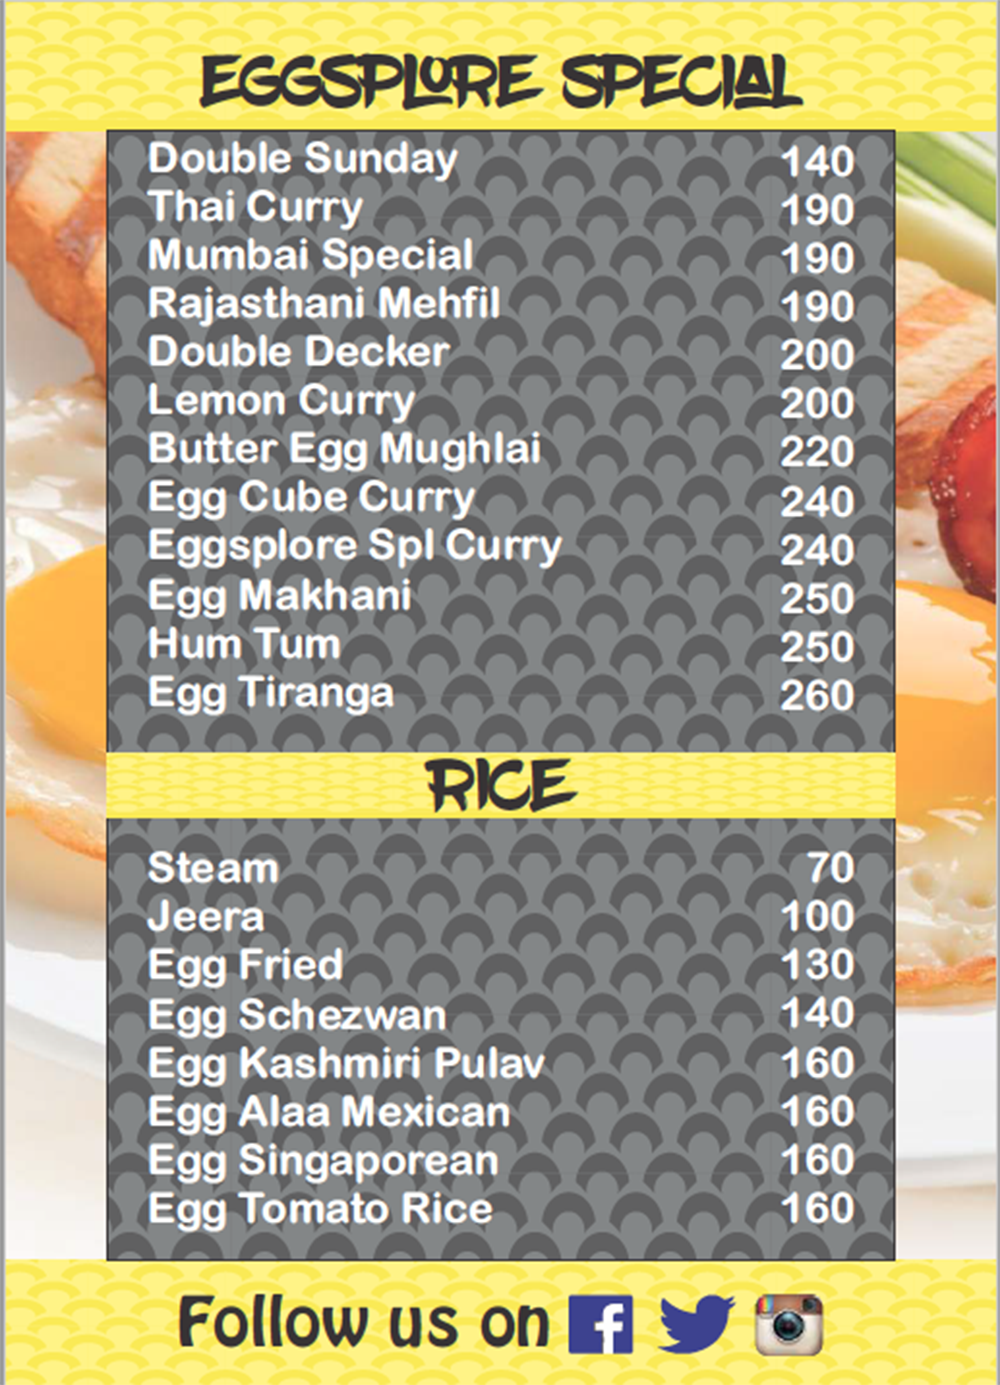 EGGSPLORE SPECIAL
Double Sunday 140
Thai Curry 190
Mumbai Special 190
Rajasthani Mehfil 190
Double Decker 200
Lemon Curry 200
Butter Egg Mughlai 220
Egg Cube Curry 240
Eggsplore Spl Curry 240
Egg Makhani 250
Hum Tum 250
Egg Tiranga 260
RICE
Steam 70
Jeera 100
Egg Fried 130
Egg Schezwan 140
Egg Kashmiri Pulav 160
Egg Alaa Mexican 160
Egg Singaporean 160
Egg Tomato Rice 160
Follow us on